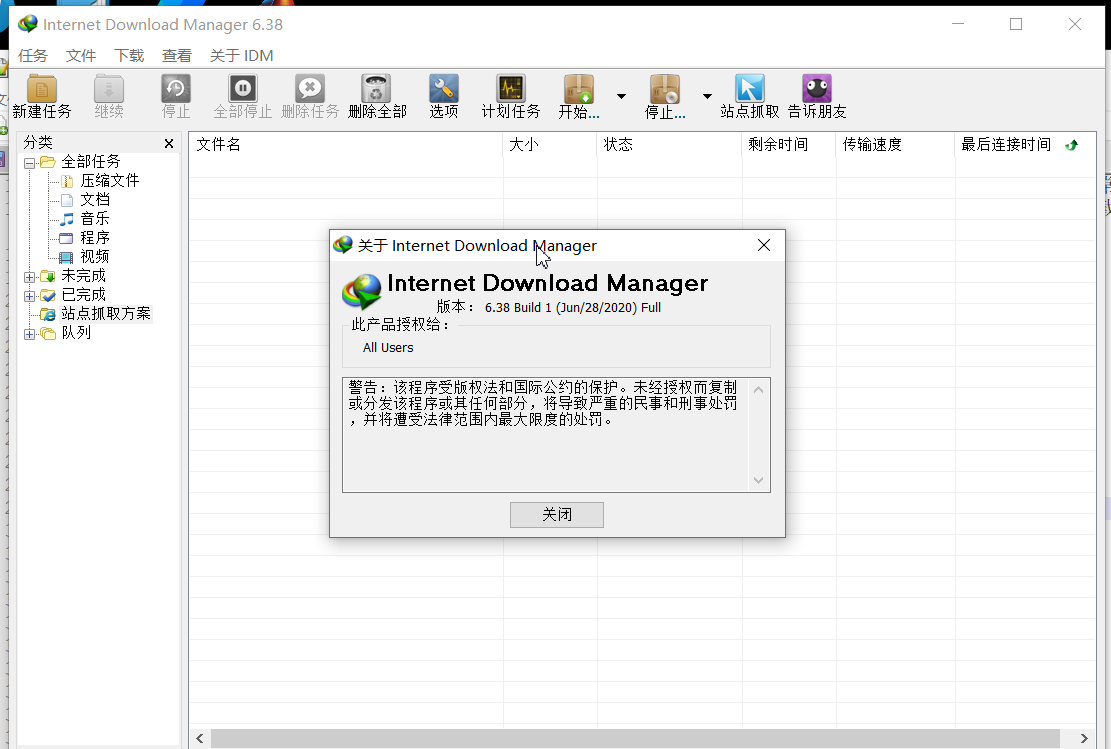 Internet Download Manager 6.38
任务 文件 下载 查看 关于 IDM
新建任务 继续 停止 全部停止 删除任务 删除全部 选项 计划任务 开始... 停止... 站点抓取 告诉朋友
分类
文件名 大小 状态 剩余时间 传输速度 最后连接时间
全部任务
压缩文件
文档
音乐
程序
视频
未完成
已完成
站点抓取方案
队列
关于 Internet Download Manager
Internet Download Manager
版本： 6.38 Build 1 (Jun/28/2020) Full
此产品授权给：
All Users
警告：该程序受版权法和国际公约的保护。未经授权而复制
或分发该程序或其任何部分，将导致严重的民事和刑事处罚
，并将遭受法律范围内最大限度的处罚。
关闭